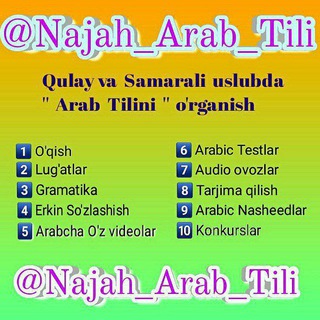 @Najah_Arab_Tili
Qulay va Samarali uslubda
" Arab Tilini " o'rganish
1 O'qish
2 Lug'atlar
3 Gramatika
4 Erkin So'zlashish
5 Arabcha O'z videolar
6 Arabic Testlar
7 Audio ovozlar
8 Tarjima qilish
9 Arabic Nasheedlar
10 Konkurslar
@Najah_Arab_Tili